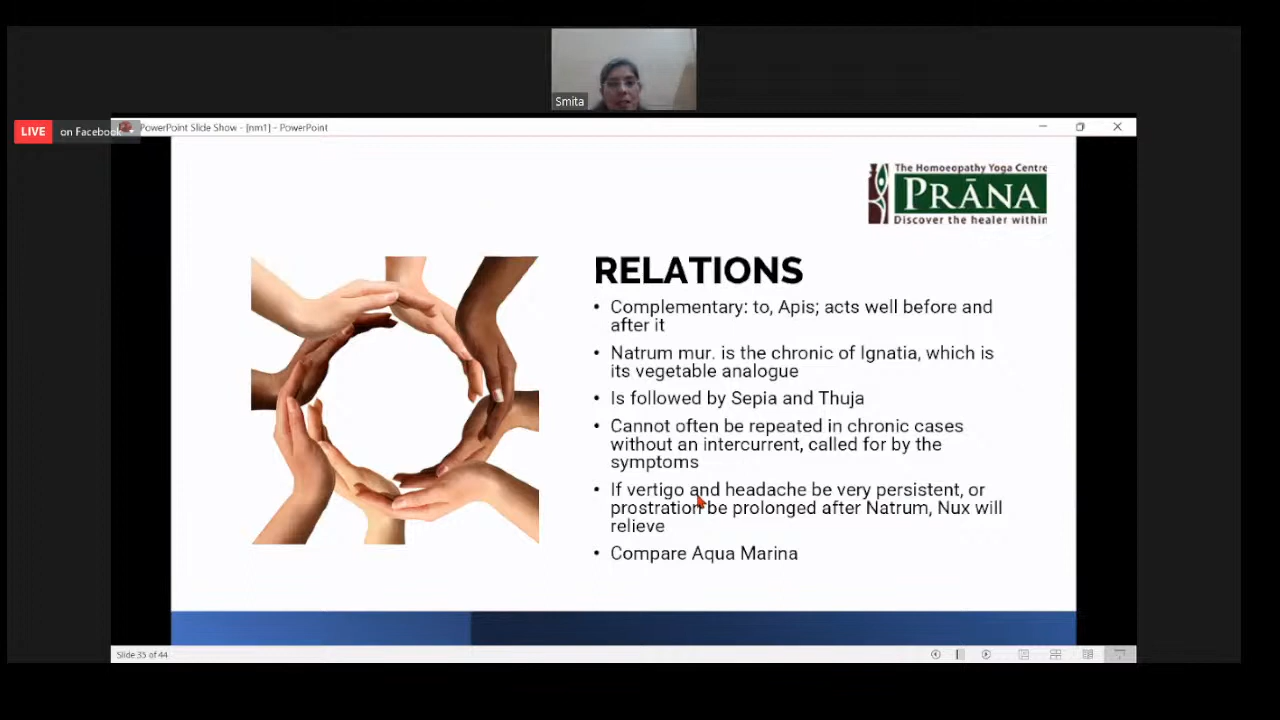 Smita
LIVE on Facebook
PowerPoint Slide Show - [nm1] - PowerPoint
The Homoeopathy Yoga Centre
PRĀNA
Discover the healer within
RELATIONS
• Complementary: to, Apis; acts well before and
after it
• Natrum mur. is the chronic of Ignatia, which is
its vegetable analogue
• Is followed by Sepia and Thuja
• Cannot often be repeated in chronic cases
without an intercurrent, called for by the
symptoms
• If vertigo and headache be very persistent, or
prostration be prolonged after Natrum, Nux will
relieve
• Compare Aqua Marina
Slide 35 of 44